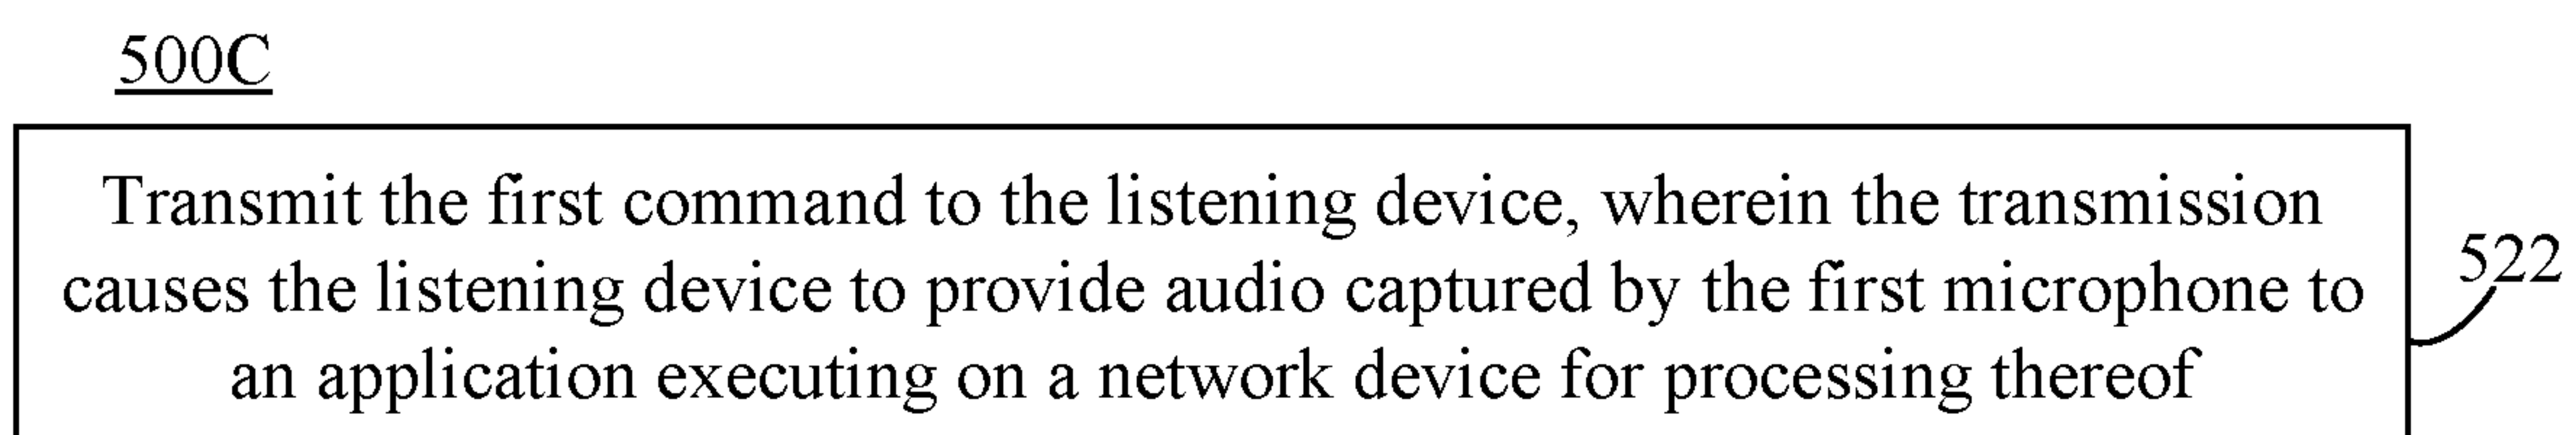 500C
Transmit the first command to the listening device, wherein the transmission
causes the listening device to provide audio captured by the first microphone to
an application executing on a network device for processing thereof
522